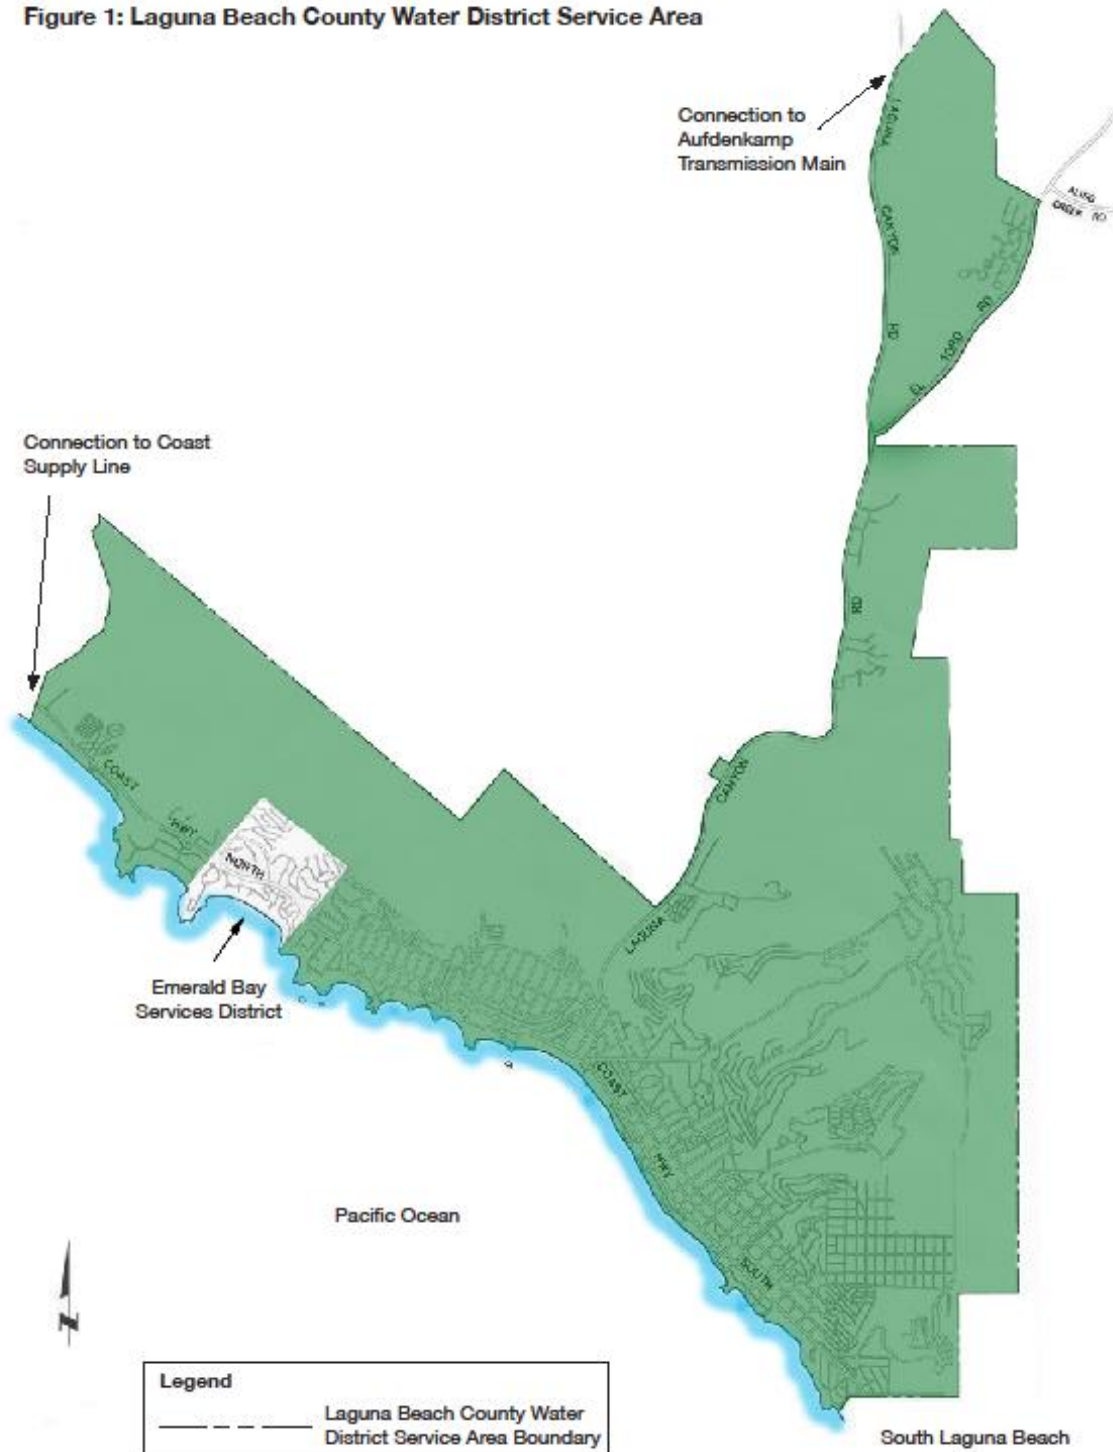 Figure 1: Laguna Beach County Water District Service Area
Connection to
Aufdenkamp
Transmission Main
LAGUNA
CANYON
RD
ALISO
CREEK RD
EL TORO RD
Connection to Coast
Supply Line
RD
CANYON
COAST
HWY
NORTH
LAGUNA
Emerald Bay
Services District
COAST
HWY
SOUTH
Pacific Ocean
N
Legend
Laguna Beach County Water
District Service Area Boundary
South Laguna Beach